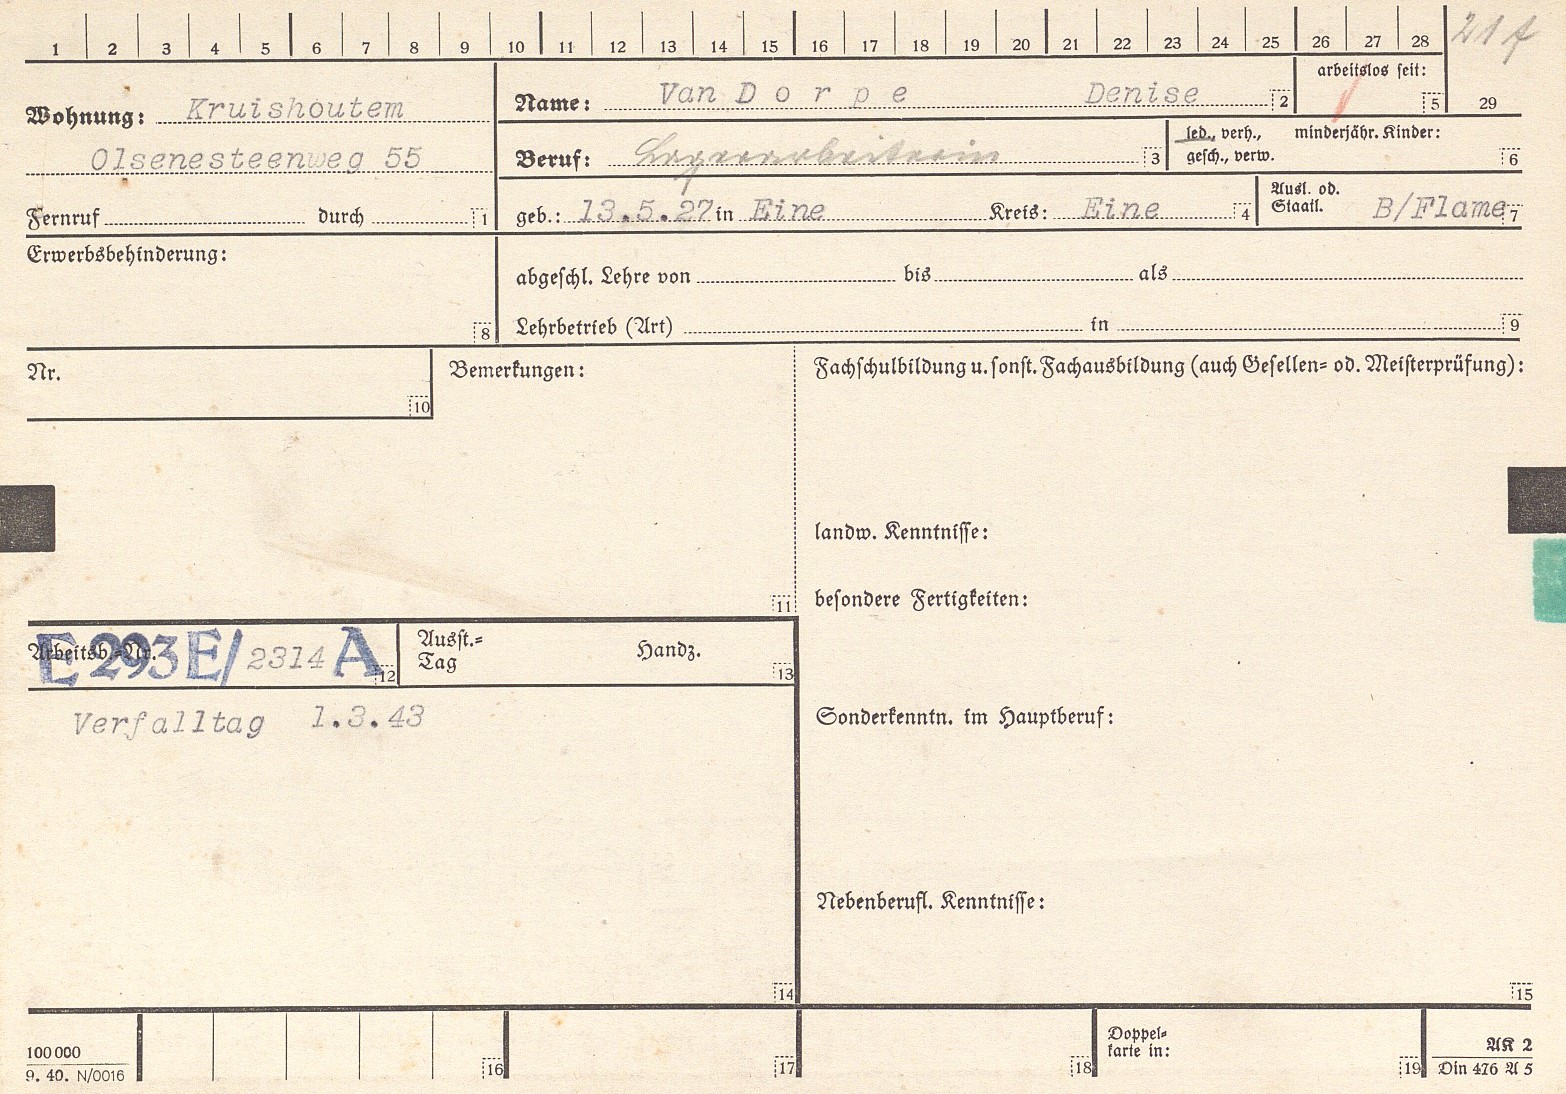 1 2 3 4 5 6 7 8 9 10 11 12 13 14 15 16 17 18 19 20 21 22 23 24 25 26 27 28
Wohnung: Kruishoutem
Olsenesteenweg 55
Fernruf durch 1
Name: Van D o r p e Denise 2
arbeitslos seit: 5
29
Beruf: Lagerarbeiterin 3
led., verh., gesch., verw.
minderjähr. Kinder: 6
geb.: 13.5.27 in Eine Kreis: Eine 4
Ausl. od. Staatl. B/Flame 7
Erwerbsbehinderung: 8
abgeschl. Lehre von bis als
Lehrbetrieb (Art) in 9
Nr. 10
Bemerkungen: 11
Fachschulbildung u. sonst. Fachausbildung (auch Gesellen= od. Meisterprüfung):
landw. Kenntnisse:
besondere Fertigkeiten:
Arbeitsb.-Nr. E 293 E/ 2314 A 12
Ausst.=Tag Handz. 13
Verfalltag 1.3.43
Sonderkenntn. im Hauptberuf:
Nebenberufl. Kenntnisse:
14
15
100 000
9. 40. N/0016
16
17
18
Doppel=
karte in: 19
AK 2
Din 476 A 5